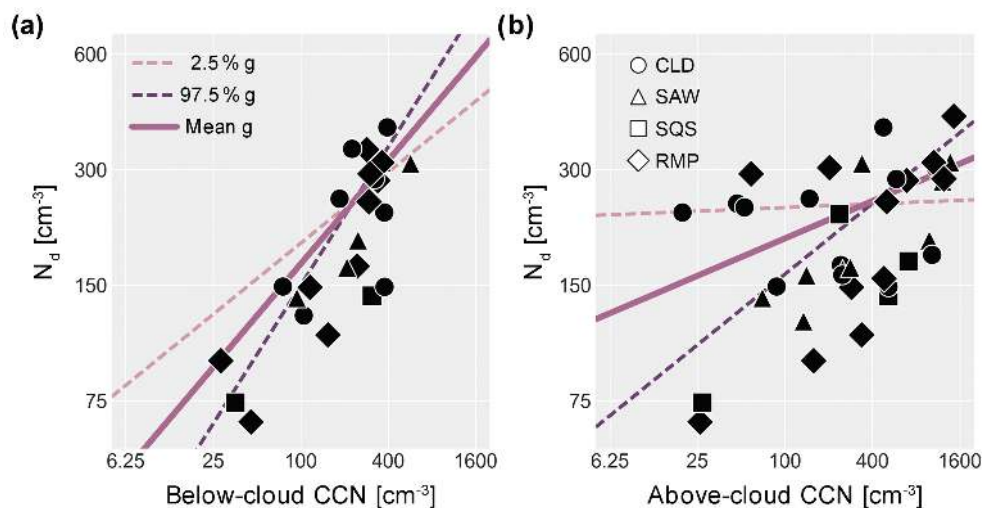 (a)
(b)
600
300
150
75
N_d [cm⁻³]
2.5 % g
97.5 % g
Mean g
6.25 25 100 400 1600
Below-cloud CCN [cm⁻³]
600
300
150
75
N_d [cm⁻³]
CLD
SAW
SQS
RMP
6.25 25 100 400 1600
Above-cloud CCN [cm⁻³]